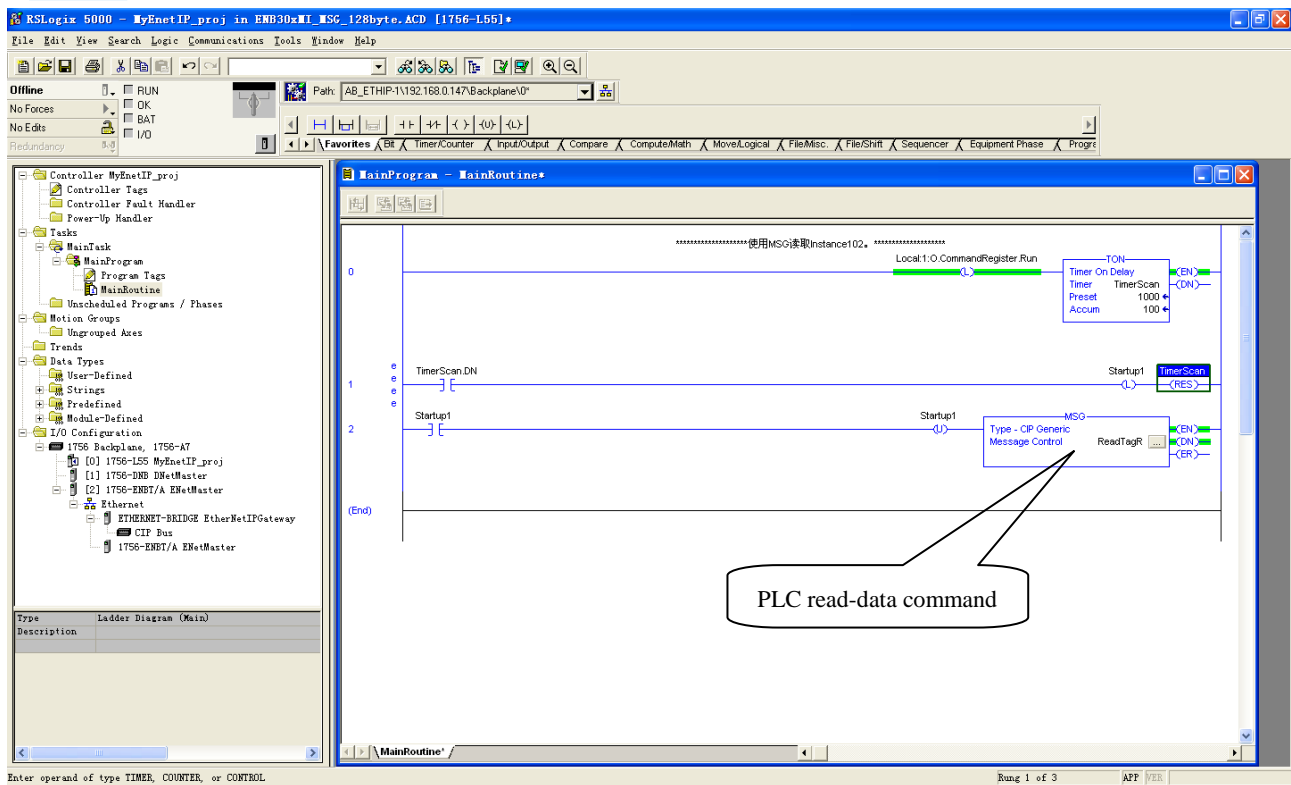 RSLogix 5000 - MyEnetIP_proj in ENB30xMI_MSG_128byte.ACD [1756-L55]*
File Edit View Search Logic Communications Tools Window Help
Offline
RUN
Path: AB_ETHIP-1\192.168.0.147\Backplane\0*
No Forces
OK
No Edits
BAT
Redundancy
I/O
Favorites Bit Timer/Counter Input/Output Compare Compute/Math Move/Logical File/Misc. File/Shift Sequencer Equipment Phase Progra
Controller MyEnetIP_proj
Controller Tags
Controller Fault Handler
Power-Up Handler
Tasks
MainTask
MainProgram
Program Tags
MainRoutine
Unscheduled Programs / Phases
Motion Groups
Ungrouped Axes
Trends
Data Types
User-Defined
Strings
Predefined
Module-Defined
I/O Configuration
1756 Backplane, 1756-A7
[0] 1756-L55 MyEnetIP_proj
[1] 1756-DNB DNetMaster
[2] 1756-ENBT/A ENetMaster
Ethernet
ETHERNET-BRIDGE EtherNetIPGateway
CIP Bus
1756-ENBT/A ENetMaster
Type Ladder Diagram (Main)
Description
MainProgram - MainRoutine*
********************使用MSG读取Instance102。********************
0
Local:1:O.CommandRegister.Run
(L)
TON
Timer On Delay
Timer TimerScan
Preset 1000
Accum 100
(EN)
(DN)
e
e
e
e
1
TimerScan.DN
Startup1
(L)
TimerScan
(RES)
2
Startup1
Startup1
(U)
MSG
Type - CIP Generic
Message Control ReadTagR ...
(EN)
(DN)
(ER)
(End)
PLC read-data command
MainRoutine*
Enter operand of type TIMER, COUNTER, or CONTROL
Rung 1 of 3
APP VER